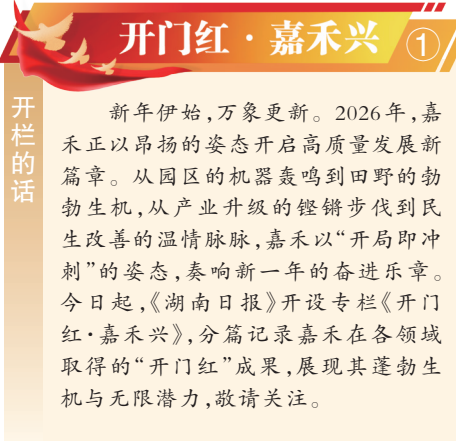 开门红·嘉禾兴 ①
开栏的话
新年伊始,万象更新。2026年,嘉
禾正以昂扬的姿态开启高质量发展新
篇章。从园区的机器轰鸣到田野的勃
勃生机,从产业升级的铿锵步伐到民
生改善的温情脉脉,嘉禾以“开局即冲
刺”的姿态,奏响新一年的奋进乐章。
今日起,《湖南日报》开设专栏《开门
红·嘉禾兴》,分篇记录嘉禾在各领域
取得的“开门红”成果,展现其蓬勃生
机与无限潜力,敬请关注。